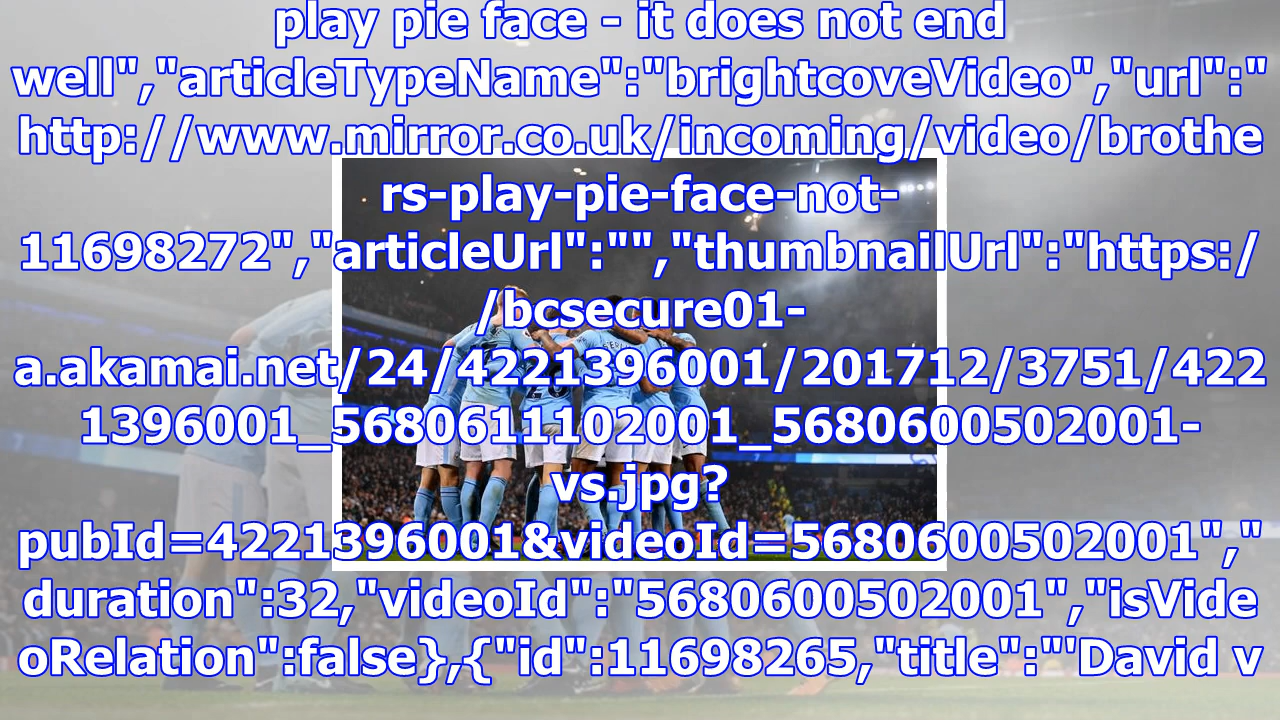 play pie face - it does not end
well","articleTypeName":"brightcoveVideo","url":"
http://www.mirror.co.uk/incoming/video/brothe
rs-play-pie-face-not-
11698272","articleUrl":"","thumbnailUrl":"https:/
/bcsecure01-
a.akamai.net/24/4221396001/201712/3751/422
1396001_5680611102001_5680600502001-
vs.jpg?
pubId=4221396001&videoId=5680600502001","
duration":32,"videoId":"5680600502001","isVide
oRelation":false},{"id":11698265,"title":"'David v